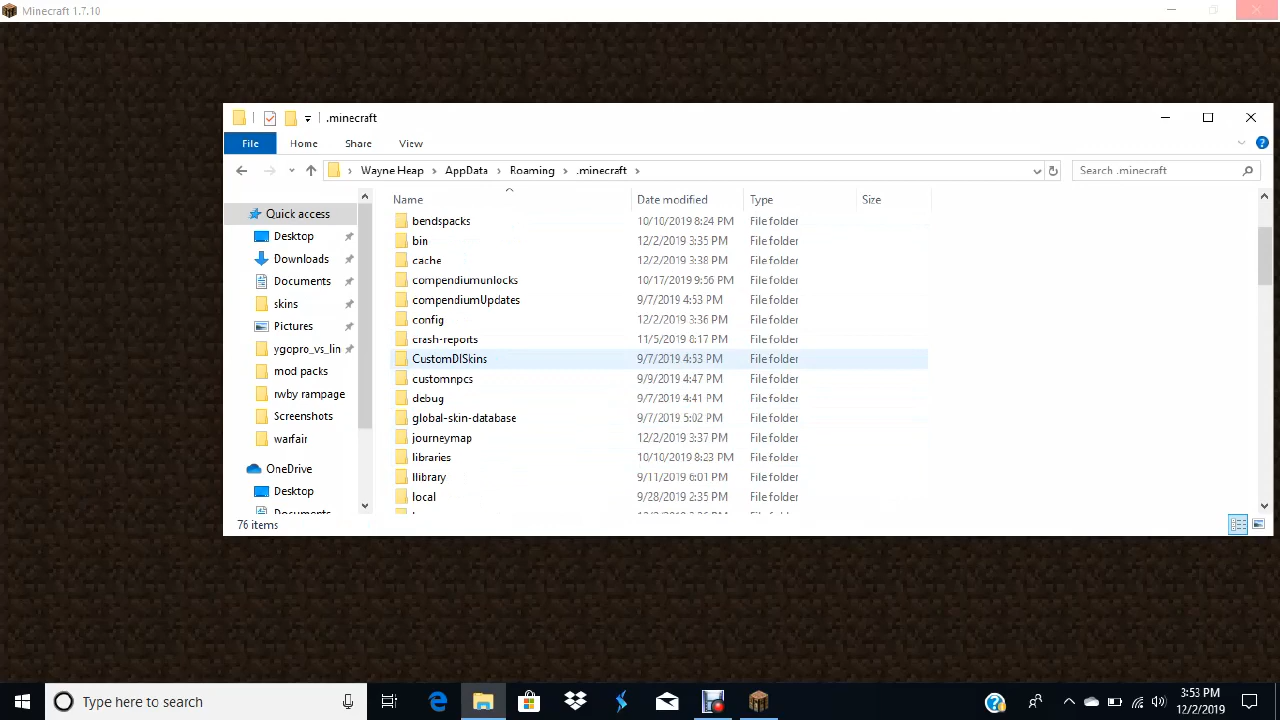 Minecraft 1.7.10
.minecraft
File Home Share View
Wayne Heap AppData Roaming .minecraft
Search .minecraft
Name Date modified Type Size
Quick access
Desktop
Downloads
Documents
skins
Pictures
ygopro_vs_lin
mod packs
rwby rampage
Screenshots
warfair
OneDrive
Desktop
Documents
bendspacks 10/10/2019 8:24 PM File folder
bin 12/2/2019 3:35 PM File folder
cache 12/2/2019 3:38 PM File folder
compendiumunlocks 10/17/2019 9:56 PM File folder
compendiumUpdates 9/7/2019 4:53 PM File folder
config 12/2/2019 3:36 PM File folder
crash-reports 11/5/2019 8:17 PM File folder
CustomDISkins 9/7/2019 4:53 PM File folder
customnpcs 9/9/2019 4:47 PM File folder
debug 9/7/2019 4:41 PM File folder
global-skin-database 9/7/2019 5:02 PM File folder
journeymap 12/2/2019 3:37 PM File folder
libraries 10/10/2019 8:23 PM File folder
llibrary 9/11/2019 6:01 PM File folder
local 9/28/2019 2:35 PM File folder
76 items
Type here to search
3:53 PM
12/2/2019